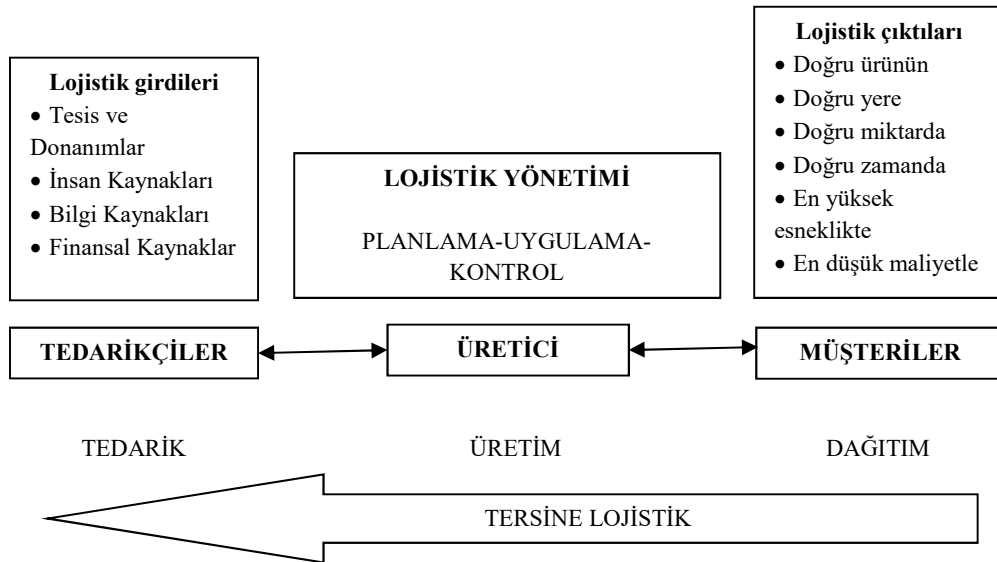 Lojistik girdileri
• Tesis ve
Donanımlar
• İnsan Kaynakları
• Bilgi Kaynakları
• Finansal Kaynaklar
LOJİSTİK YÖNETİMİ
PLANLAMA-UYGULAMA-
KONTROL
Lojistik çıktıları
• Doğru ürünün
• Doğru yere
• Doğru miktarda
• Doğru zamanda
• En yüksek
esneklikte
• En düşük maliyetle
TEDARİKÇİLER
ÜRETİCİ
MÜŞTERİLER
TEDARİK
ÜRETİM
DAĞITIM
TERSİNE LOJİSTİK